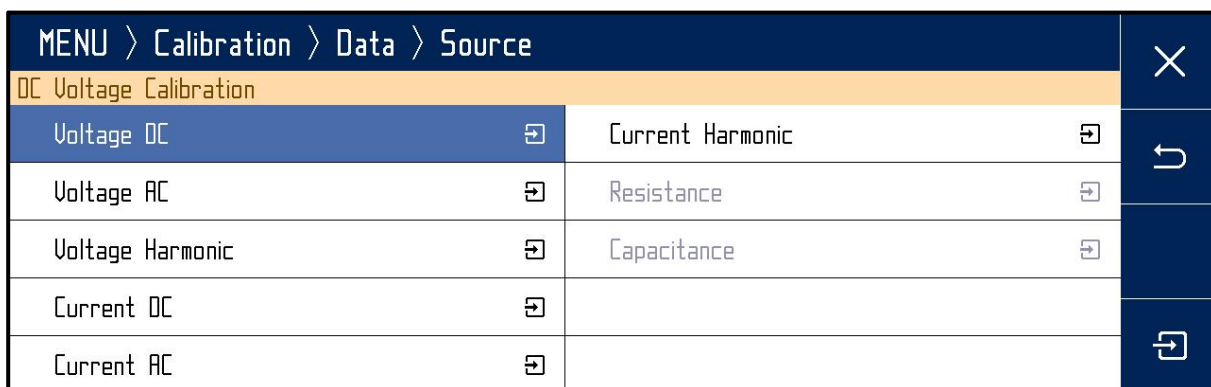 MENU 〉 Calibration 〉 Data 〉 Source
DC Voltage Calibration
Voltage DC
Voltage AC
Voltage Harmonic
Current DC
Current AC
Current Harmonic
Resistance
Capacitance